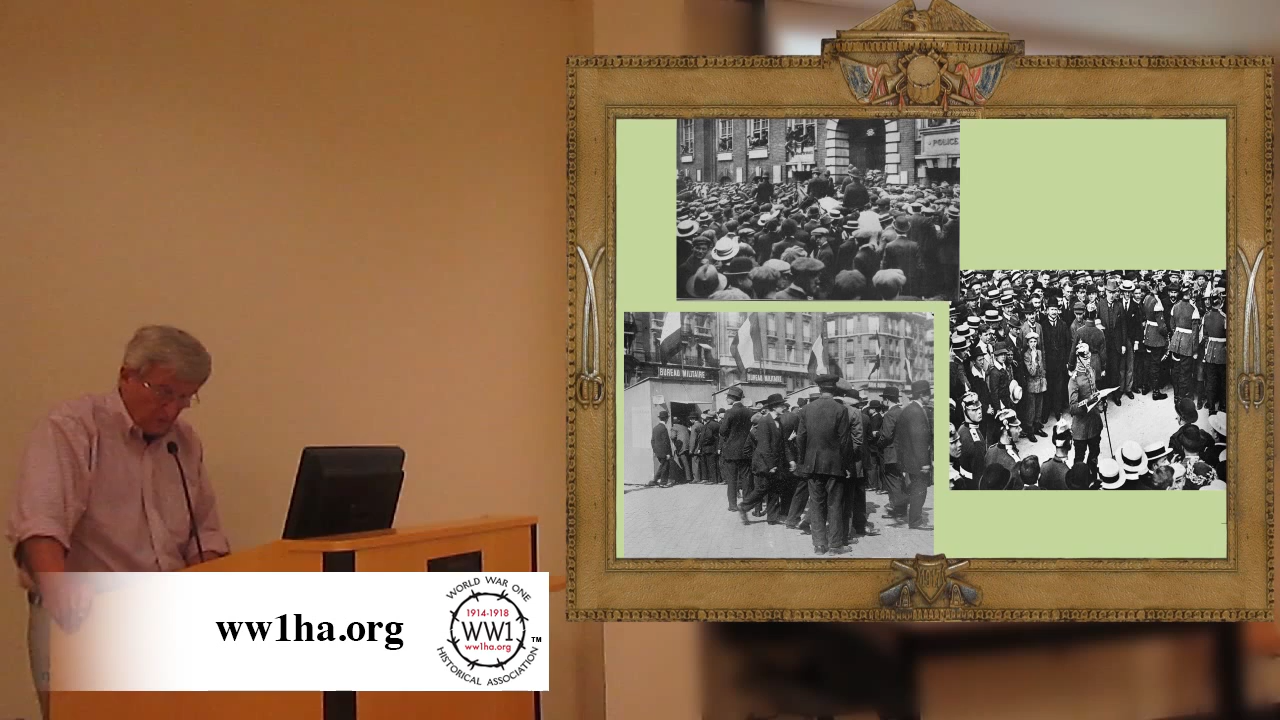 POLICE
BUREAU MILITAIRE
BUREAU MILITAIRE
ww1ha.org
WORLD WAR ONE
1914-1918
WW1
ww1ha.org
HISTORICAL ASSOCIATION
TM